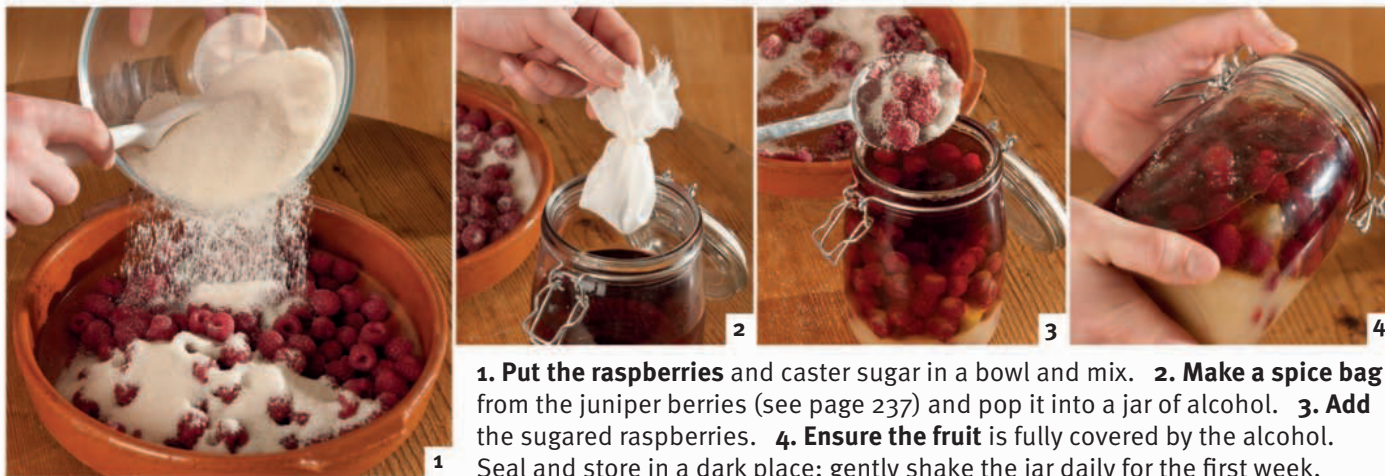 1
2
3
4
1. Put the raspberries and caster sugar in a bowl and mix. 2. Make a spice bag
from the juniper berries (see page 237) and pop it into a jar of alcohol. 3. Add
the sugared raspberries. 4. Ensure the fruit is fully covered by the alcohol.
Seal and store in a dark place; gently shake the jar daily for the first week.